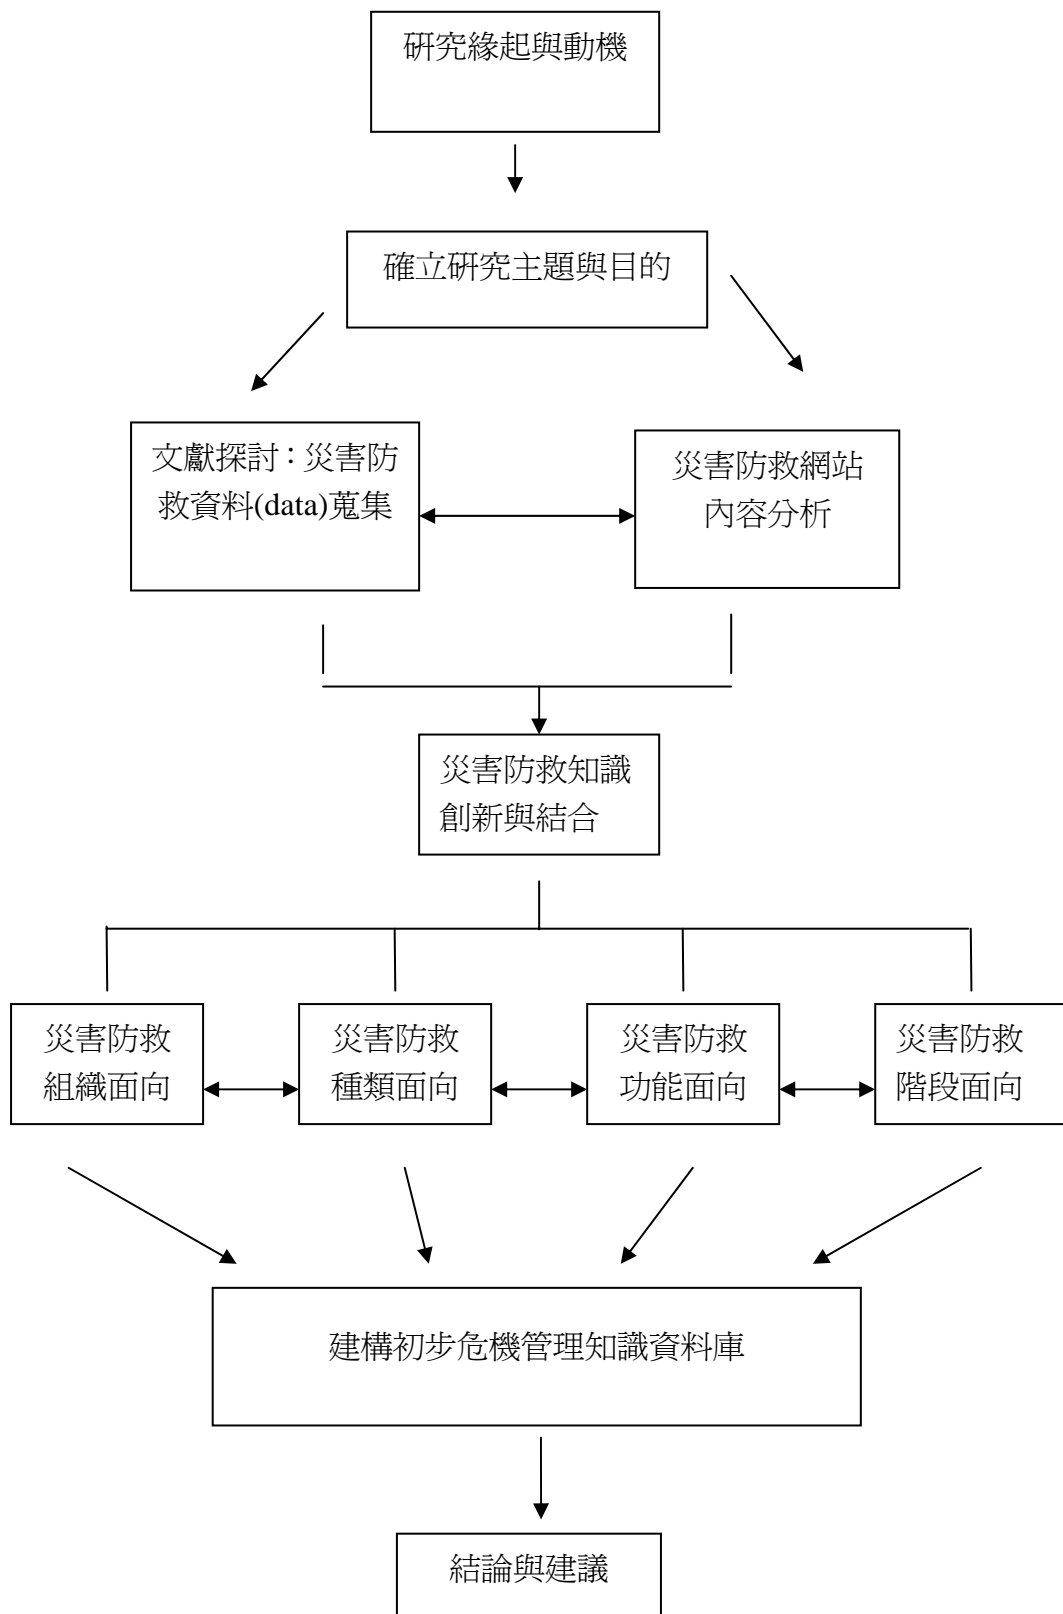 研究緣起與動機
確立研究主題與目的
文獻探討：災害防
救資料(data)蒐集
災害防救網站
內容分析
災害防救知識
創新與結合
災害防救
組織面向
災害防救
種類面向
災害防救
功能面向
災害防救
階段面向
建構初步危機管理知識資料庫
結論與建議